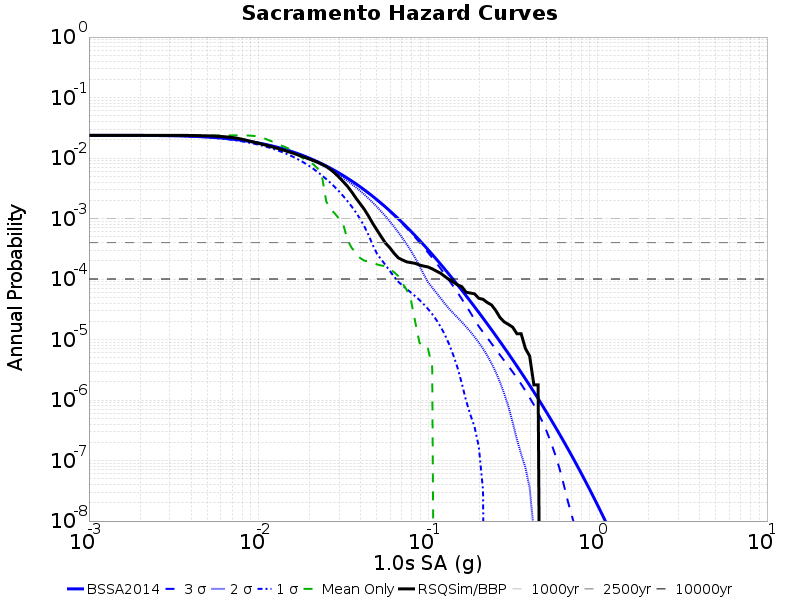 Sacramento Hazard Curves
10^0
10^-1
10^-2
10^-3
10^-4
10^-5
10^-6
10^-7
10^-8
Annual Probability
10^-3 10^-2 10^-1 10^0 10^1
1.0s SA (g)
BSSA2014 3 σ 2 σ 1 σ Mean Only RSQSim/BBP 1000yr 2500yr 10000yr